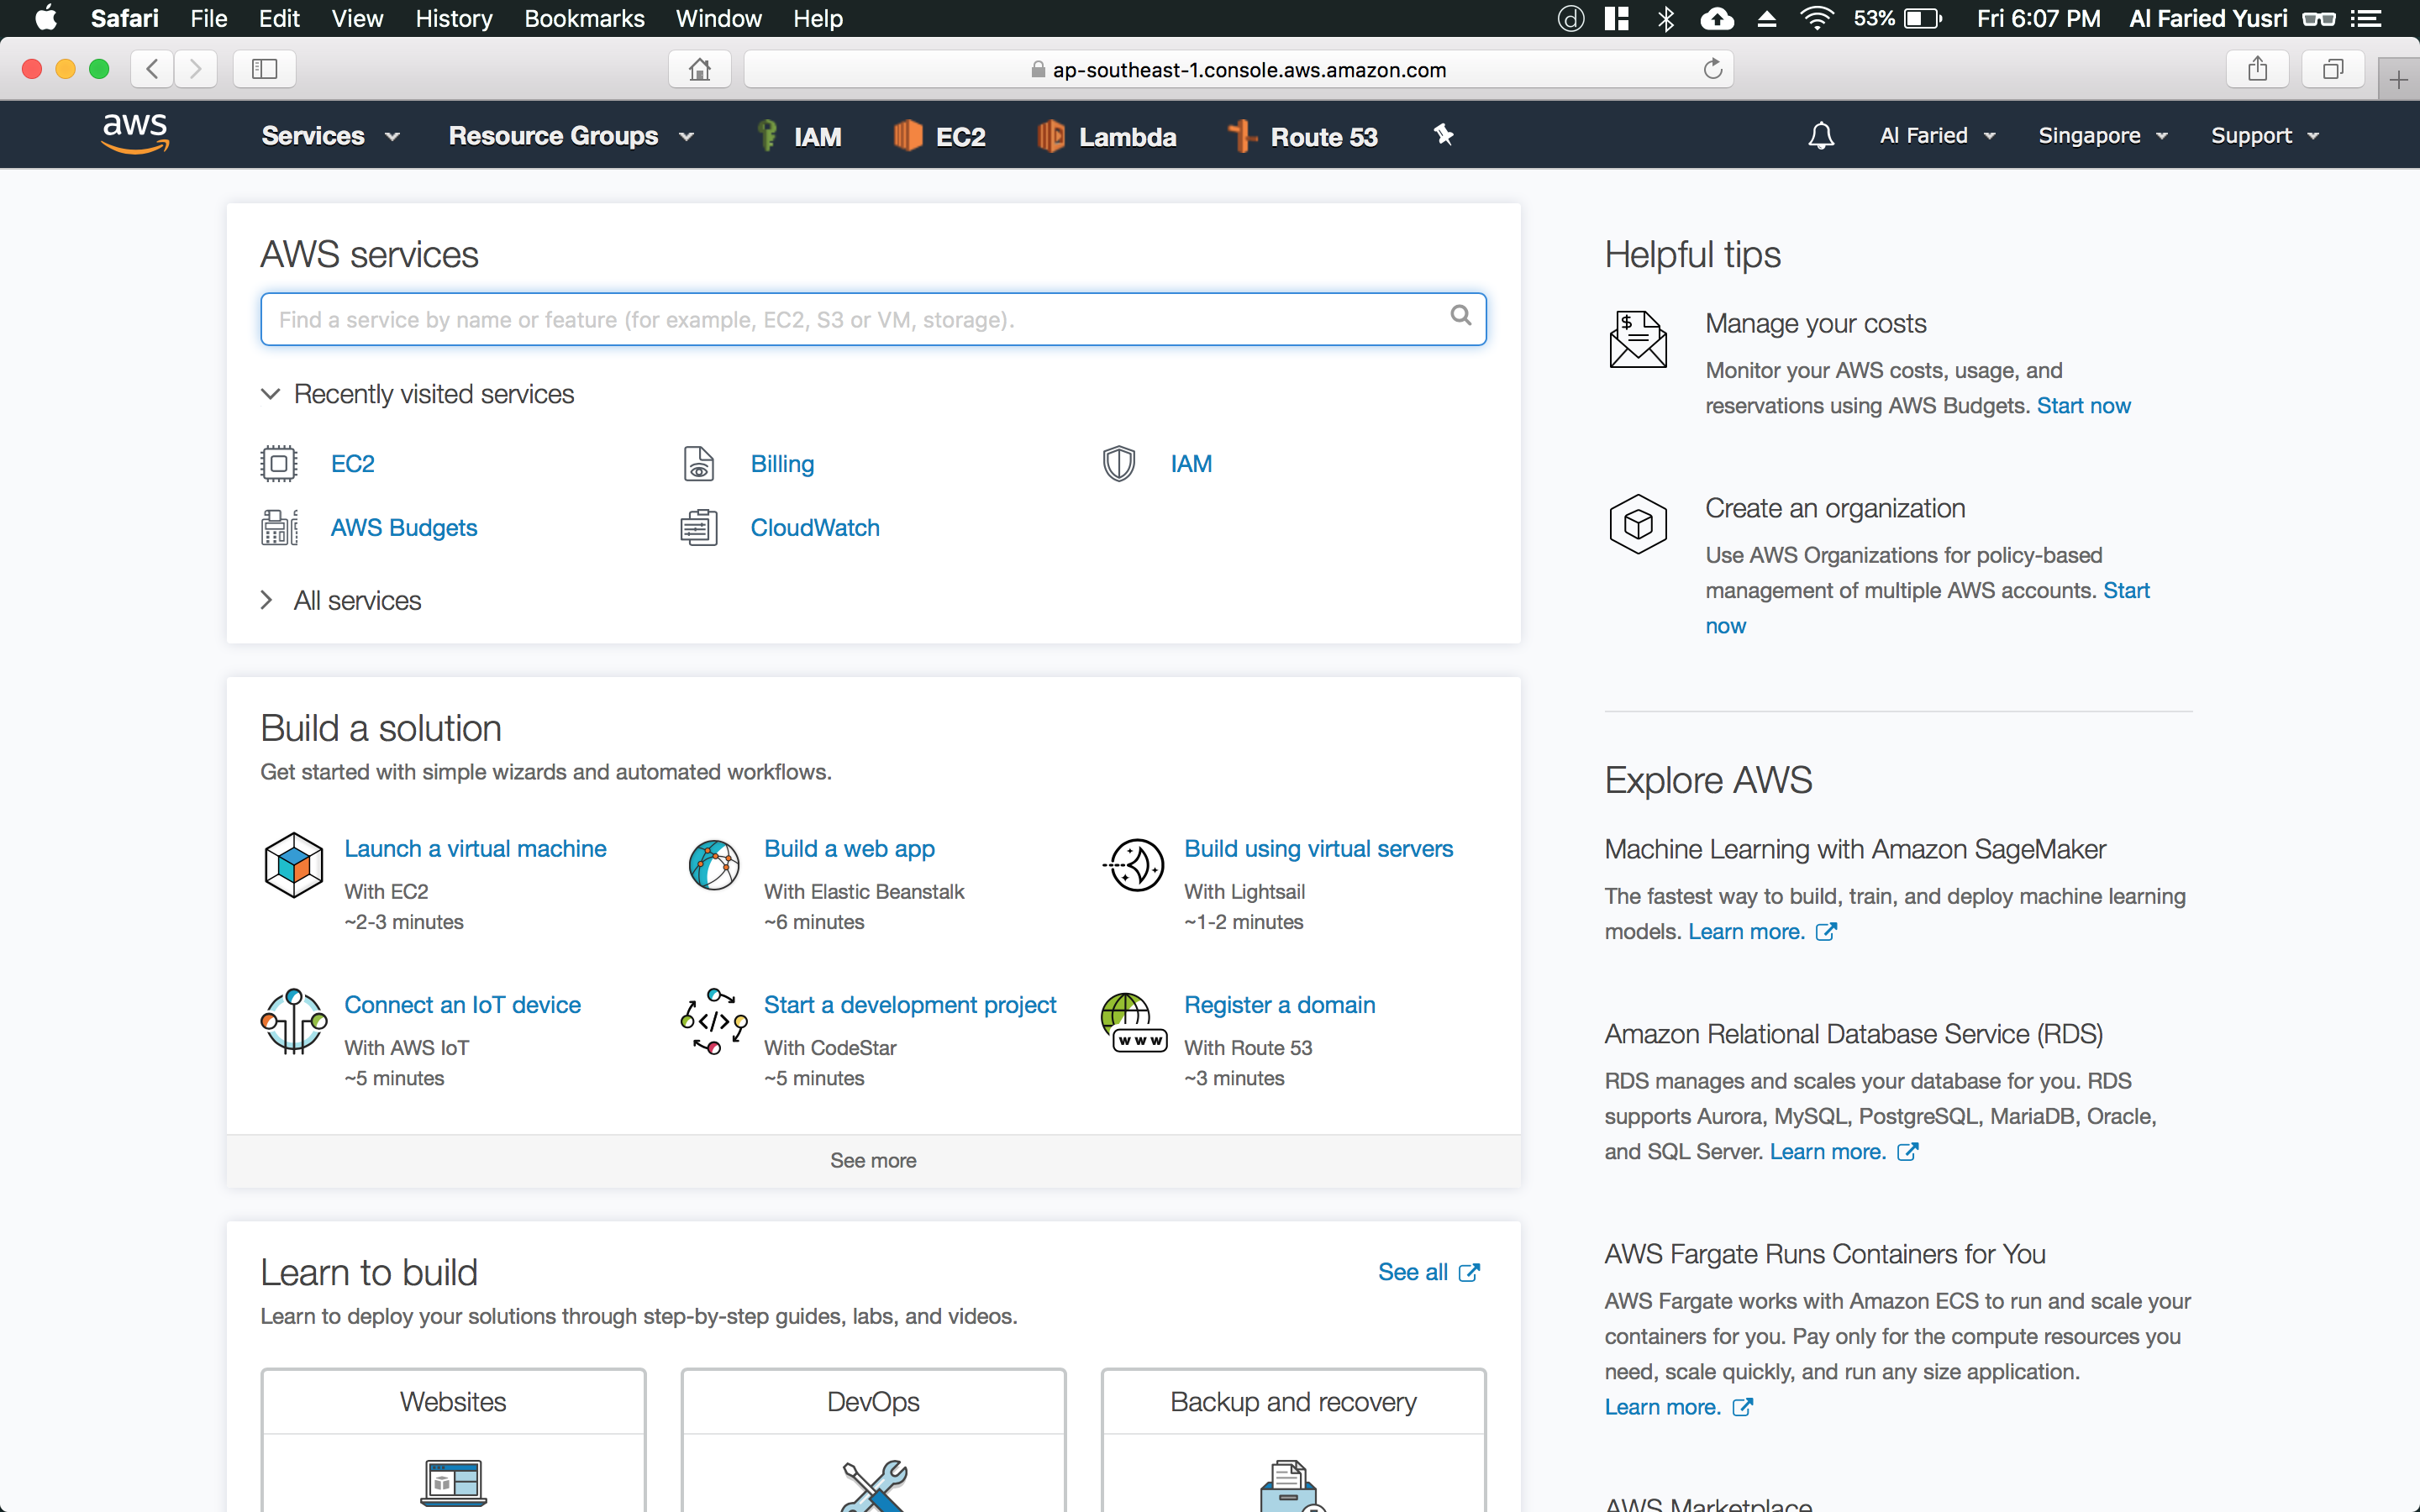 Safari File Edit View History Bookmarks Window Help 53% Fri 6:07 PM Al Faried Yusri
ap-southeast-1.console.aws.amazon.com
aws Services Resource Groups IAM EC2 Lambda Route 53 Al Faried Singapore Support
AWS services
Find a service by name or feature (for example, EC2, S3 or VM, storage).
Recently visited services
EC2 Billing IAM
AWS Budgets CloudWatch
All services
Build a solution
Get started with simple wizards and automated workflows.
Launch a virtual machine
With EC2
~2-3 minutes
Build a web app
With Elastic Beanstalk
~6 minutes
Build using virtual servers
With Lightsail
~1-2 minutes
Connect an IoT device
With AWS IoT
~5 minutes
Start a development project
With CodeStar
~5 minutes
www
Register a domain
With Route 53
~3 minutes
See more
Learn to build
See all
Learn to deploy your solutions through step-by-step guides, labs, and videos.
Websites
DevOps
Backup and recovery
Helpful tips
Manage your costs
Monitor your AWS costs, usage, and
reservations using AWS Budgets. Start now
Create an organization
Use AWS Organizations for policy-based
management of multiple AWS accounts. Start
now
Explore AWS
Machine Learning with Amazon SageMaker
The fastest way to build, train, and deploy machine learning
models. Learn more.
Amazon Relational Database Service (RDS)
RDS manages and scales your database for you. RDS
supports Aurora, MySQL, PostgreSQL, MariaDB, Oracle,
and SQL Server. Learn more.
AWS Fargate Runs Containers for You
AWS Fargate works with Amazon ECS to run and scale your
containers for you. Pay only for the compute resources you
need, scale quickly, and run any size application.
Learn more.
AWS Marketplace